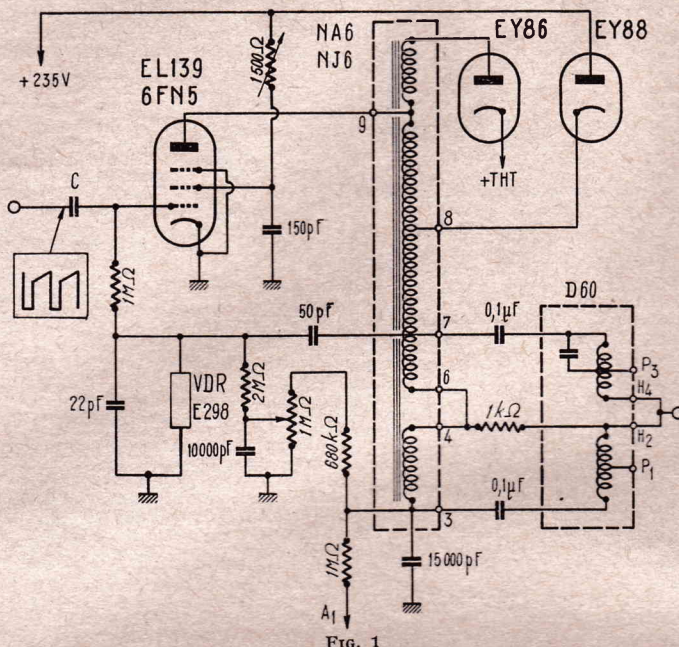 NA6
NJ6
EY86
EY88
+235V
EL139
6FN5
1500Ω
9
+THT
C
8
150pF
1MΩ
50pF
7
0,1µF
D60
P3
H4
H2
P1
VDR
E298
22pF
2MΩ
1MΩ
10000pF
680kΩ
6
4
1kΩ
0,1µF
3
1MΩ
15000pF
A1
FIG. 1